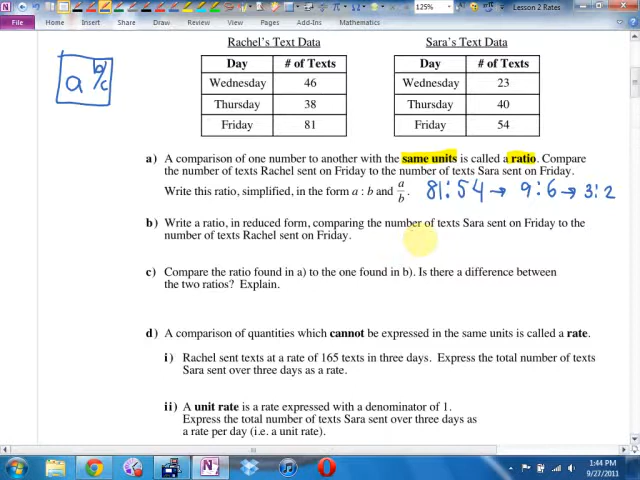 125%
Lesson 2 Rates
File
Home
Insert
Share
Draw
Review
View
PDF
Pop-up
Add-Ins
Mathematics
a b/c
Rachel's Text Data
Day # of Texts
Wednesday 46
Thursday 38
Friday 81
Sara's Text Data
Day # of Texts
Wednesday 23
Thursday 40
Friday 54
a) A comparison of one number to another with the same units is called a ratio. Compare
the number of texts Rachel sent on Friday to the number of texts Sara sent on Friday.
Write this ratio, simplified, in the form a : b and a/b. 81:54 → 9:6 → 3:2
b) Write a ratio, in reduced form, comparing the number of texts Sara sent on Friday to the
number of texts Rachel sent on Friday.
c) Compare the ratio found in a) to the one found in b). Is there a difference between
the two ratios? Explain.
d) A comparison of quantities which cannot be expressed in the same units is called a rate.
i) Rachel sent texts at a rate of 165 texts in three days. Express the total number of texts
Sara sent over three days as a rate.
ii) A unit rate is a rate expressed with a denominator of 1.
Express the total number of texts Sara sent over three days as
a rate per day (i.e. a unit rate).
1:44 PM
9/27/2011